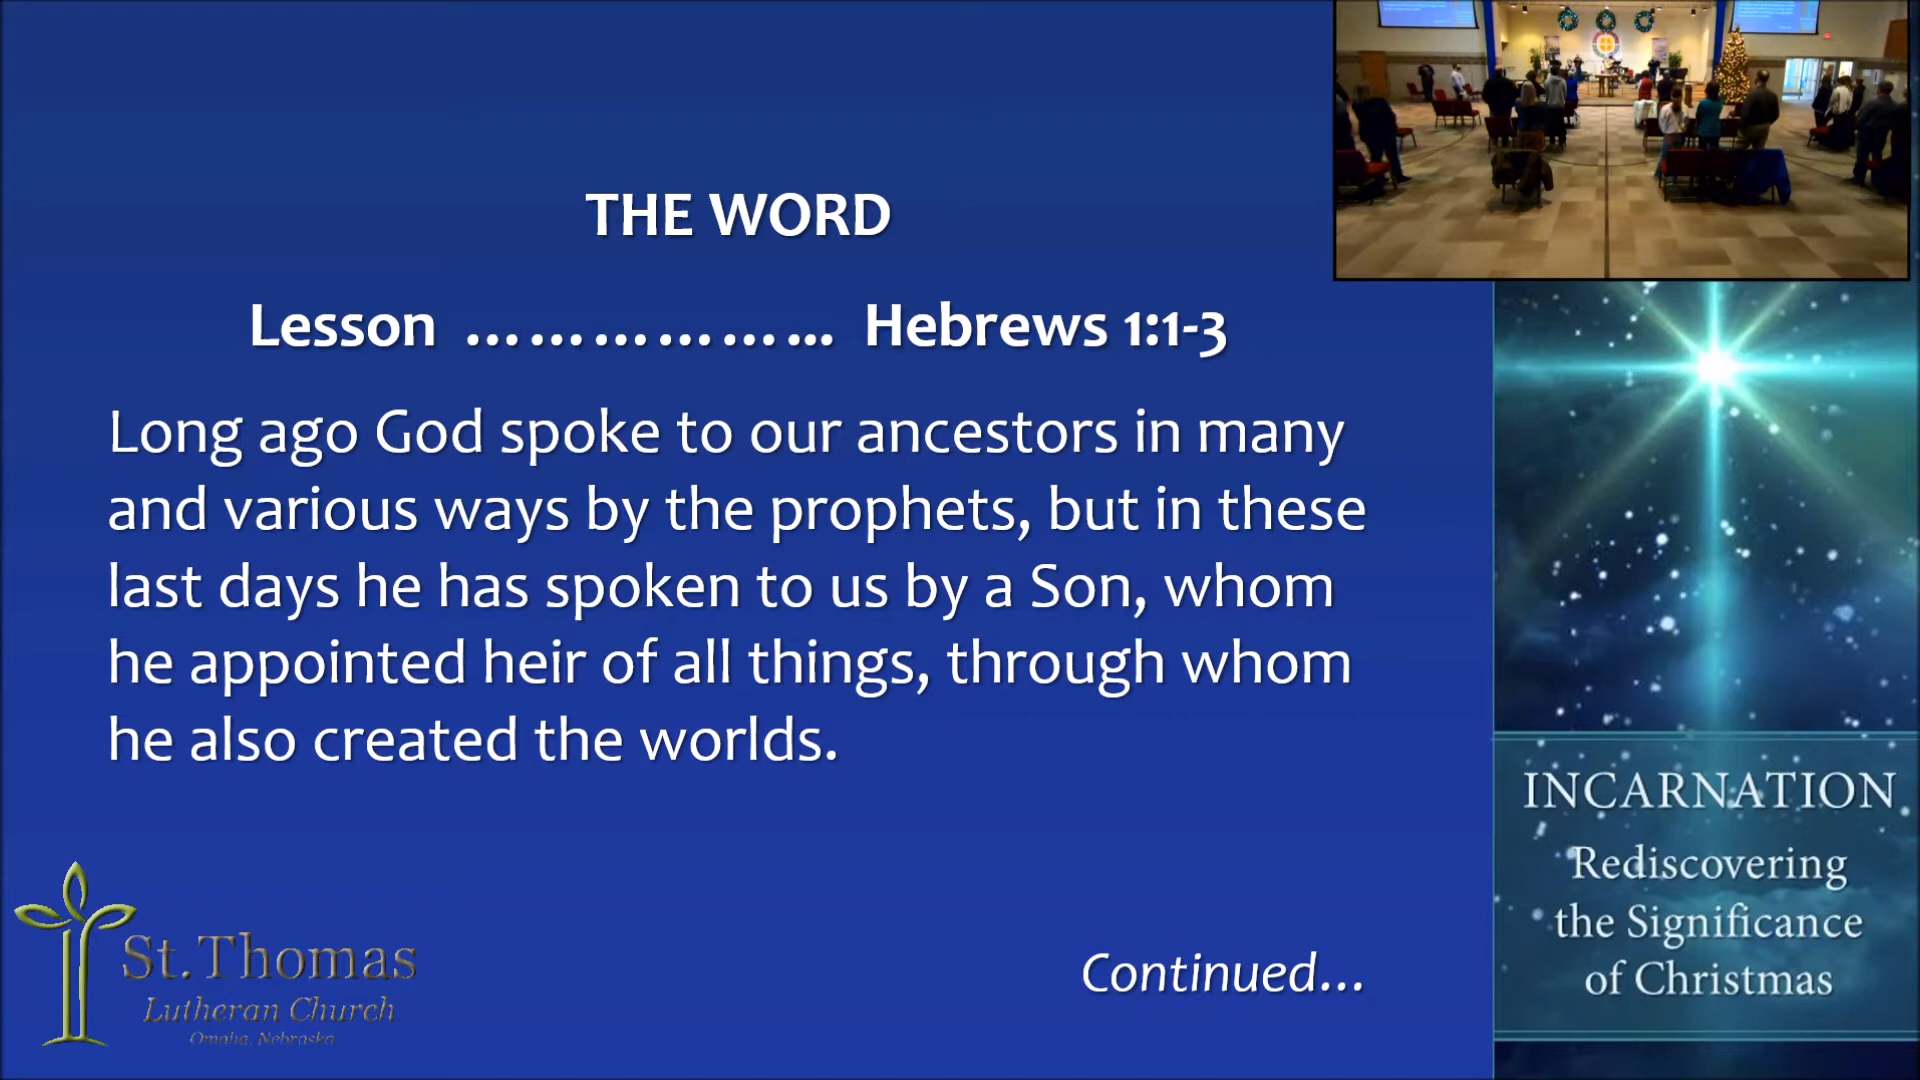 THE WORD
Lesson ……………... Hebrews 1:1-3
Long ago God spoke to our ancestors in many
and various ways by the prophets, but in these
last days he has spoken to us by a Son, whom
he appointed heir of all things, through whom
he also created the worlds.
Continued...
St. Thomas
Lutheran Church
Omaha, Nebraska
INCARNATION
Rediscovering
the Significance
of Christmas